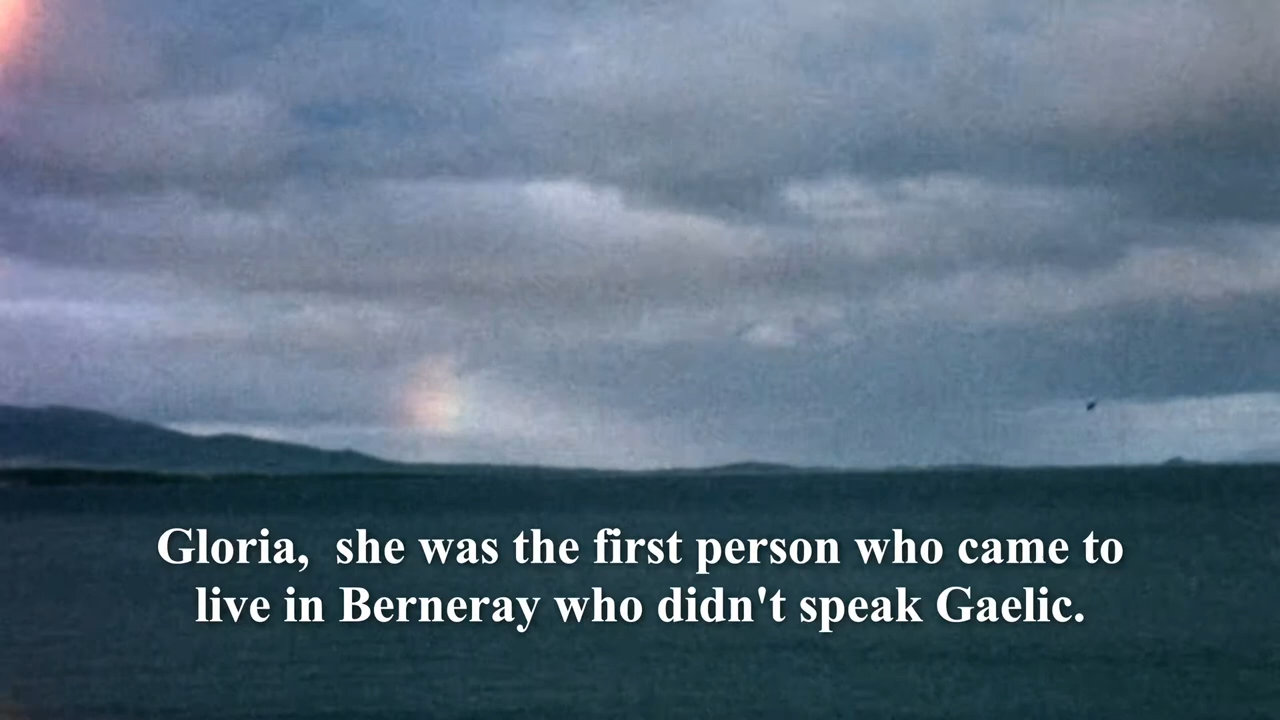 Gloria,  she was the first person who came to
live in Berneray who didn't speak Gaelic.